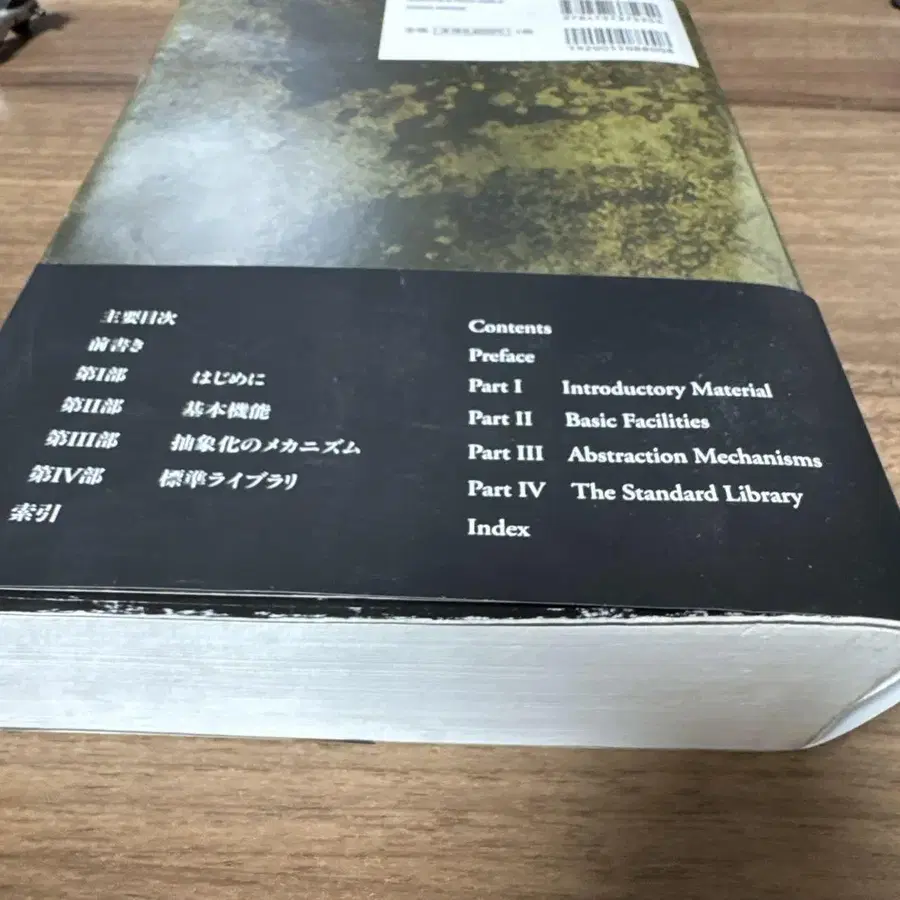 主要目次
前書き
第I部 はじめに
第II部 基本機能
第III部 抽象化のメカニズム
第IV部 標準ライブラリ
索引
Contents
Preface
Part I Introductory Material
Part II Basic Facilities
Part III Abstraction Mechanisms
Part IV The Standard Library
Index